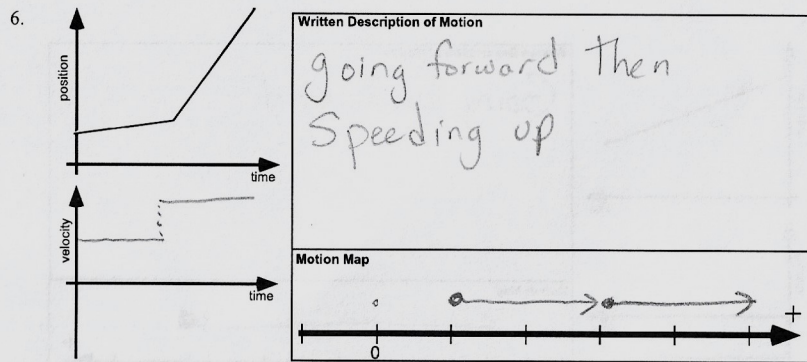 6.
position
time
velocity
time
Written Description of Motion
going forward Then
Speeding up
Motion Map
+
0